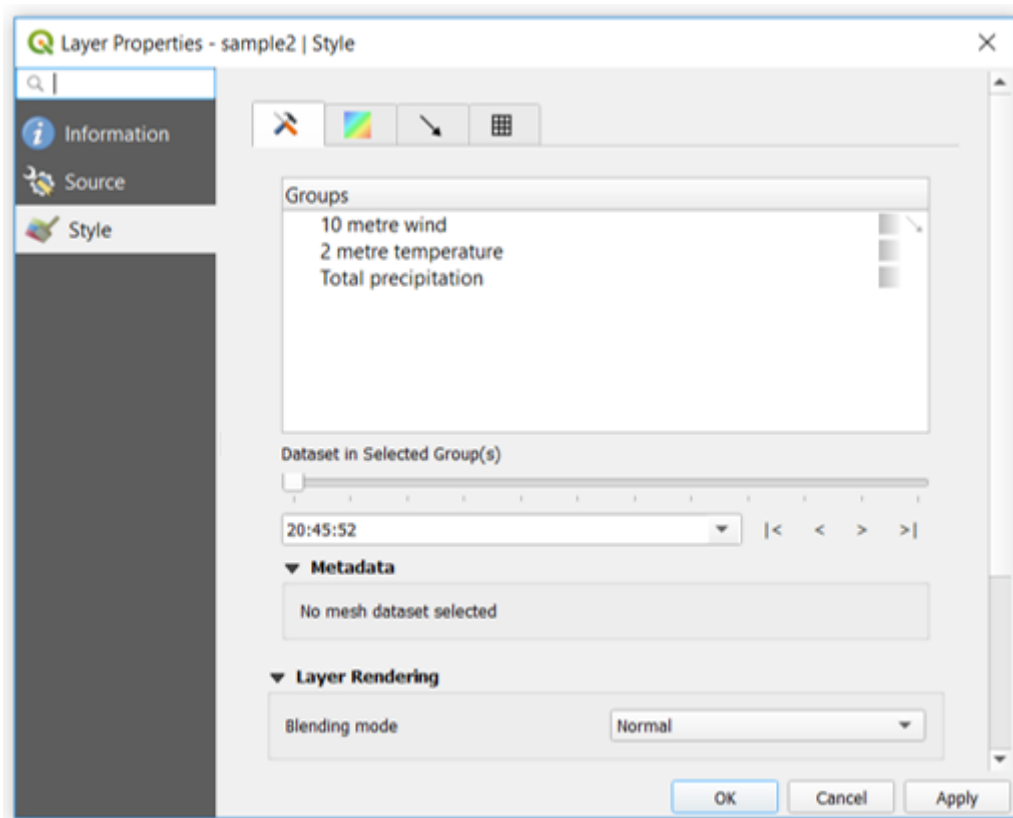 Layer Properties - sample2 | Style
Information
Source
Style
Groups
10 metre wind
2 metre temperature
Total precipitation
Dataset in Selected Group(s)
20:45:52 |< < > >|
Metadata
No mesh dataset selected
Layer Rendering
Blending mode Normal
OK Cancel Apply